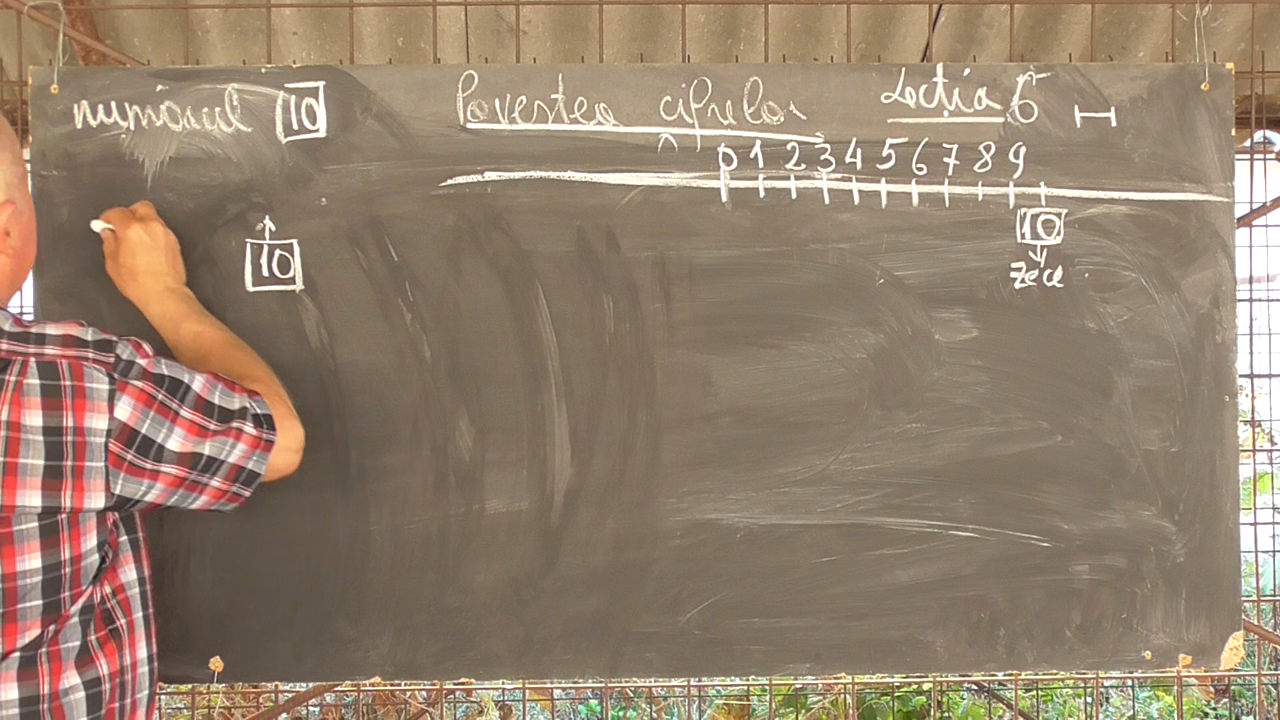 numărul 10
Povestea cifrelor
Lecția 6
0 1 2 3 4 5 6 7 8 9
10
10
Zece